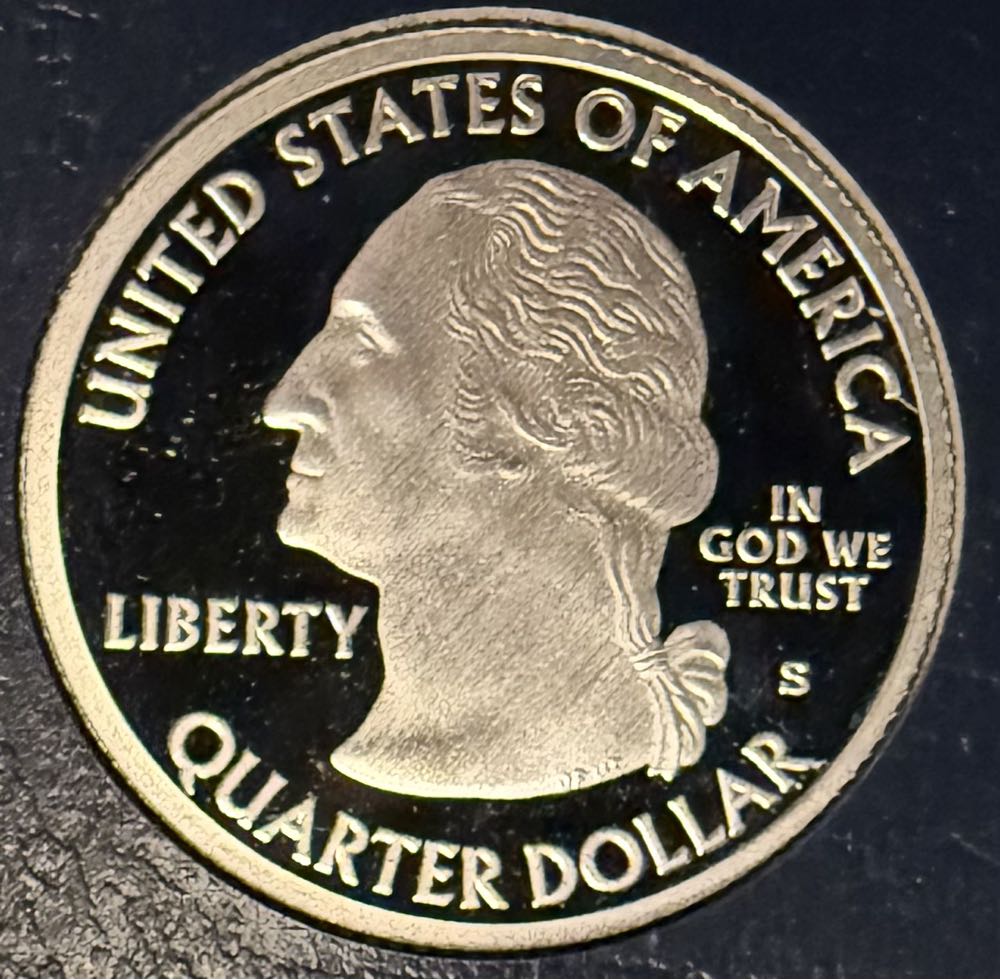 UNITED STATES OF AMERICA
LIBERTY
IN
GOD WE
TRUST
S
QUARTER DOLLAR